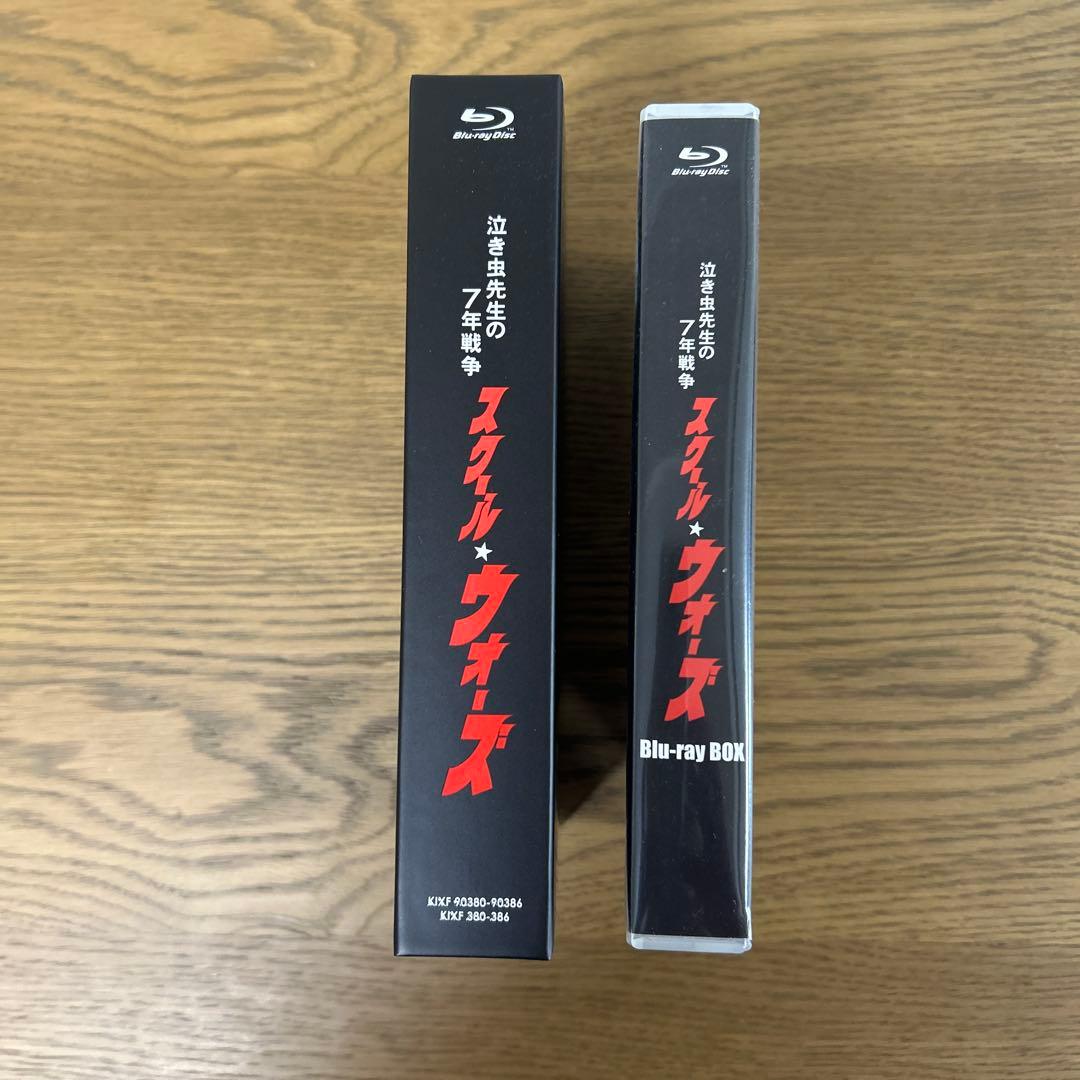 Blu-ray Disc™
泣き虫先生の
7年戦争
スクール★ウォーズ
KIXF 90380-90386
KIXF 380-386
Blu-ray Disc™
泣き虫先生の
7年戦争
スクール★ウォーズ
Blu-ray BOX